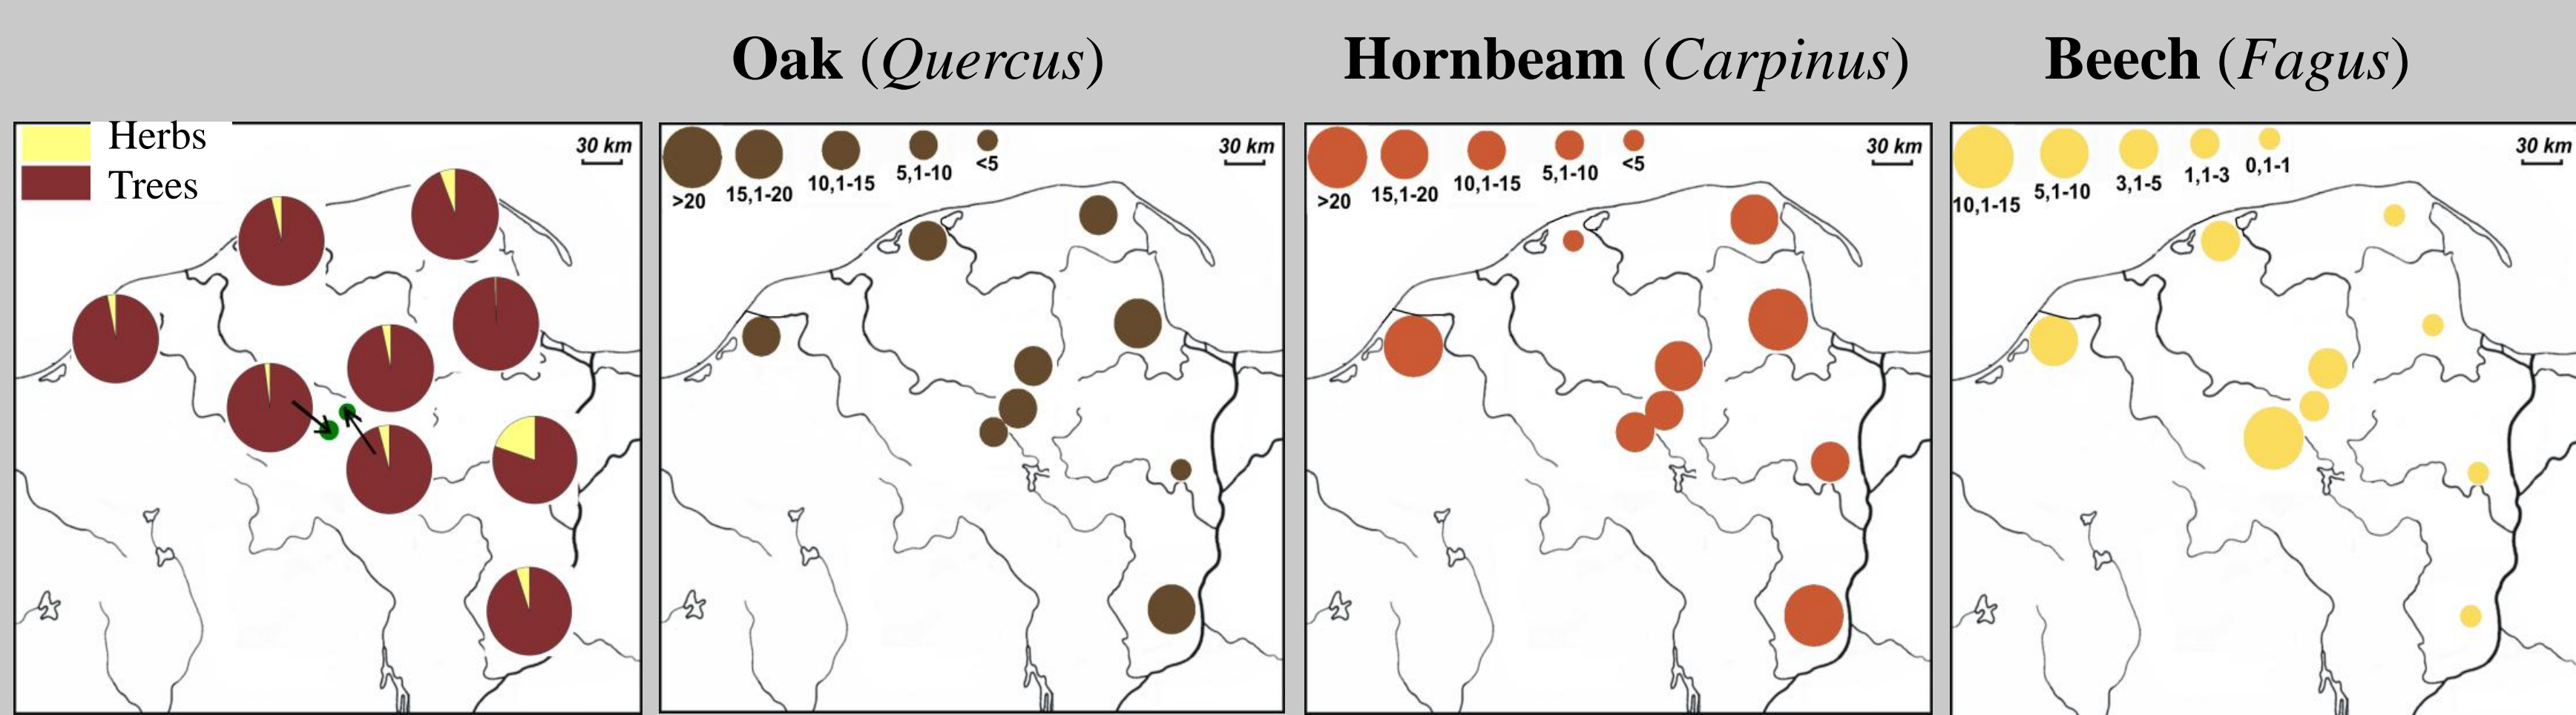 Oak (Quercus)
Hornbeam (Carpinus)
Beech (Fagus)
Herbs
Trees
30 km
>20
15,1-20
10,1-15
5,1-10
<5
30 km
>20
15,1-20
10,1-15
5,1-10
<5
30 km
10,1-15
5,1-10
3,1-5
1,1-3
0,1-1
30 km